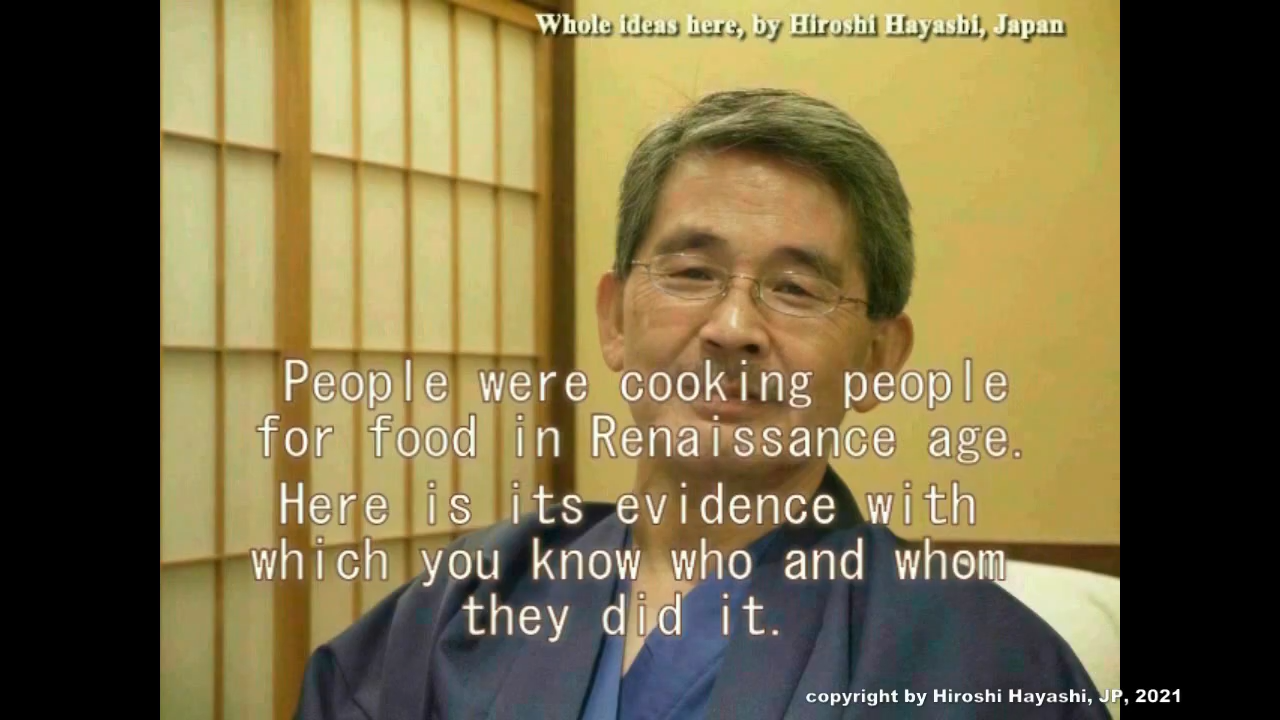 Whole ideas here, by Hiroshi Hayashi, Japan
People were cooking people
for food in Renaissance age.
Here is its evidence with
which you know who and whom
they did it.
copyright by Hiroshi Hayashi, JP, 2021